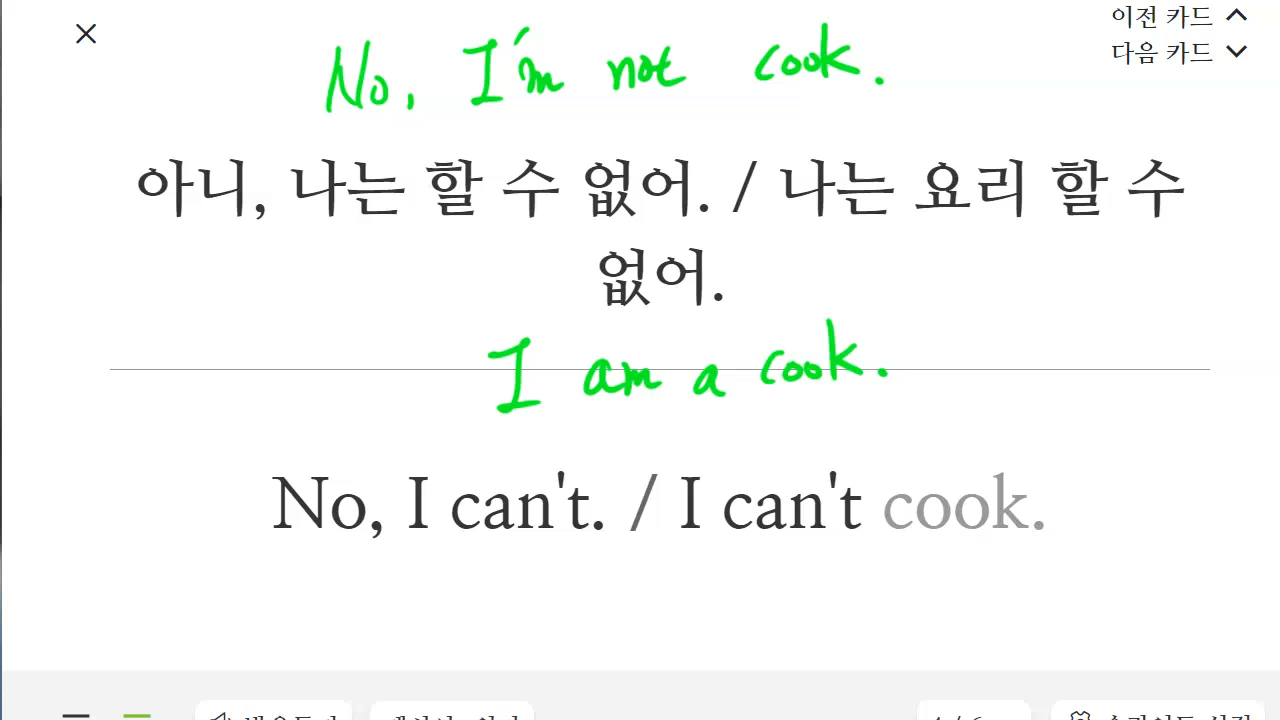 이전 카드
다음 카드
No, I'm not cook.
아니, 나는 할 수 없어. / 나는 요리 할 수
없어.
I am a cook.
No, I can't. / I can't cook.